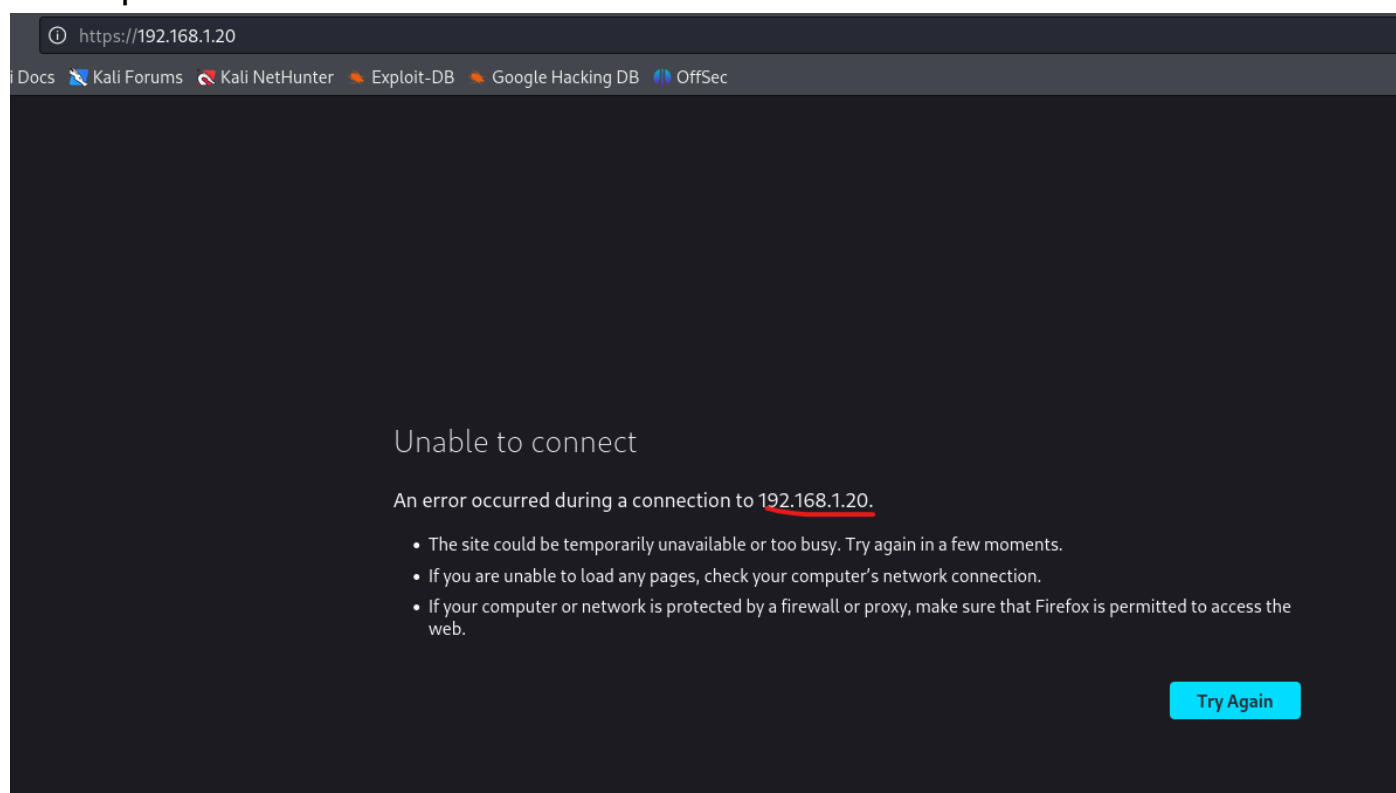 https://192.168.1.20
i Docs Kali Forums Kali NetHunter Exploit-DB Google Hacking DB OffSec
Unable to connect
An error occurred during a connection to 192.168.1.20.
• The site could be temporarily unavailable or too busy. Try again in a few moments.
• If you are unable to load any pages, check your computer’s network connection.
• If your computer or network is protected by a firewall or proxy, make sure that Firefox is permitted to access the
web.
Try Again